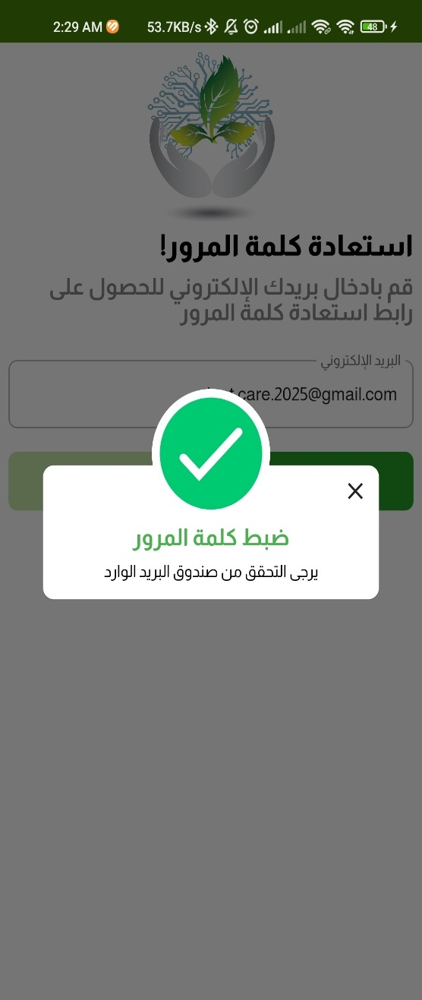 2:29 AM 53.7KB/s 48
استعادة كلمة المرور!
قم بادخال بريدك الإلكتروني للحصول على
رابط استعادة كلمة المرور
البريد الإلكتروني
care.2025@gmail.com
ضبط كلمة المرور
يرجى التحقق من صندوق البريد الوارد